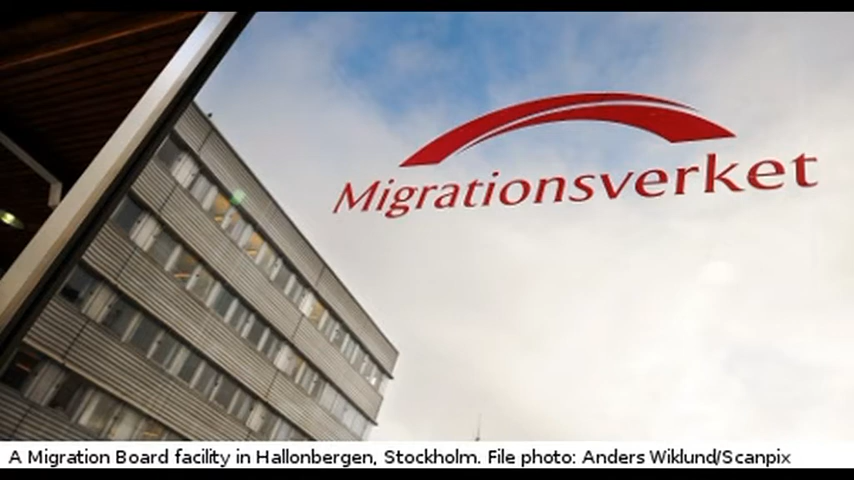 Migrationsverket
A Migration Board facility in Hallonbergen, Stockholm. File photo: Anders Wiklund/Scanpix